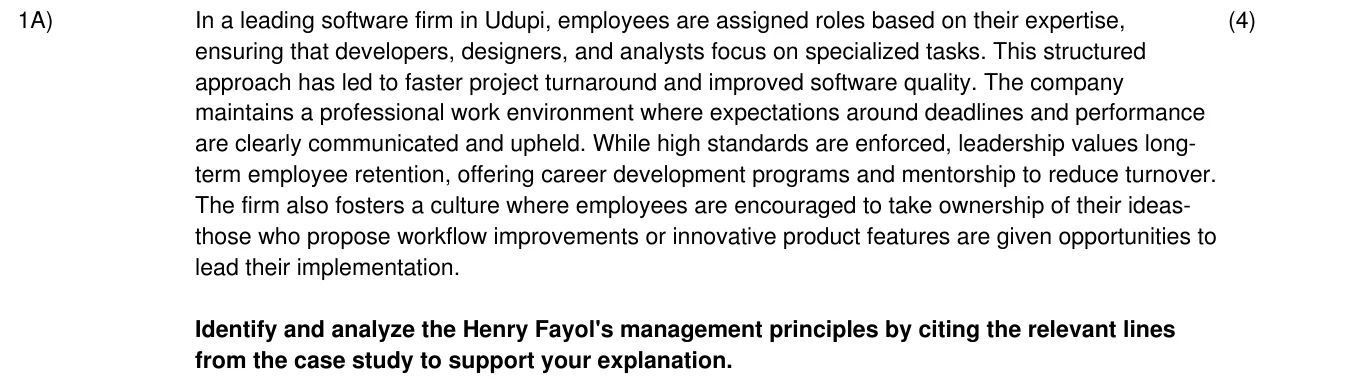 1A) In a leading software firm in Udupi, employees are assigned roles based on their expertise, (4)
ensuring that developers, designers, and analysts focus on specialized tasks. This structured
approach has led to faster project turnaround and improved software quality. The company
maintains a professional work environment where expectations around deadlines and performance
are clearly communicated and upheld. While high standards are enforced, leadership values long-
term employee retention, offering career development programs and mentorship to reduce turnover.
The firm also fosters a culture where employees are encouraged to take ownership of their ideas-
those who propose workflow improvements or innovative product features are given opportunities to
lead their implementation.
Identify and analyze the Henry Fayol's management principles by citing the relevant lines
from the case study to support your explanation.